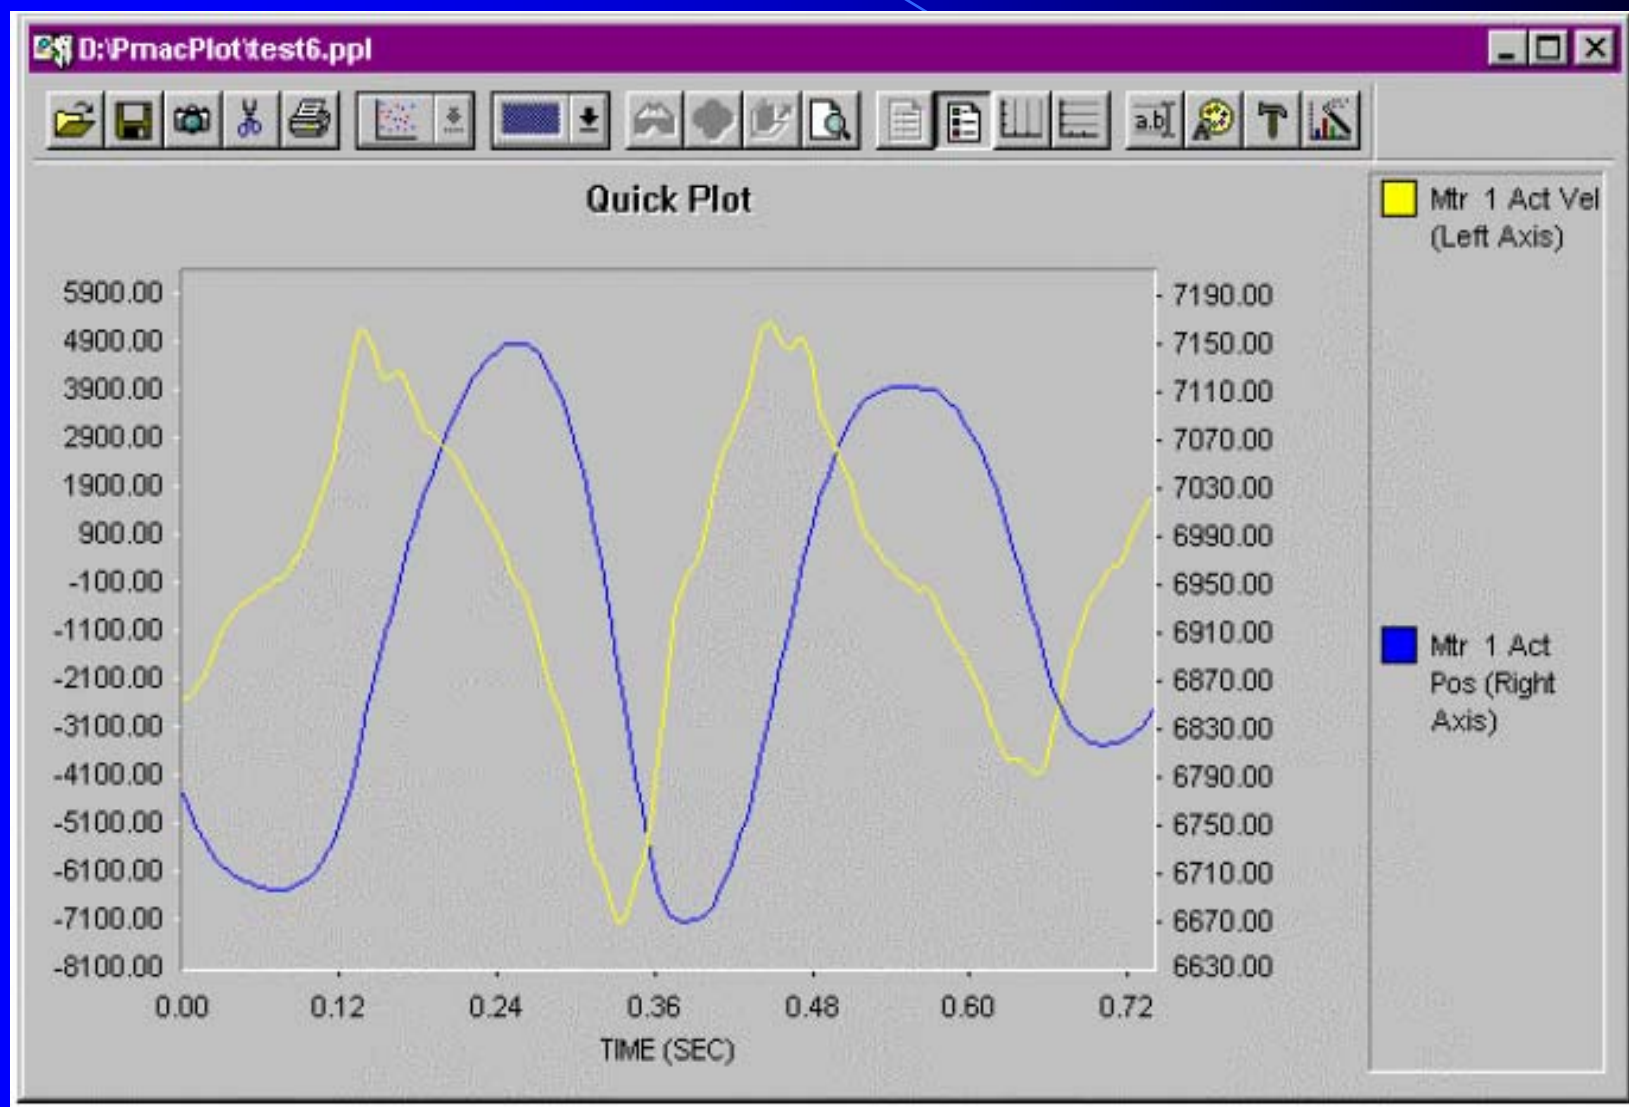 D:\PmacPlot\test6.ppl
a.b
A
Quick Plot
Mtr 1 Act Vel
(Left Axis)
5900.00
4900.00
3900.00
2900.00
1900.00
900.00
-100.00
-1100.00
-2100.00
-3100.00
-4100.00
-5100.00
-6100.00
-7100.00
-8100.00
7190.00
7150.00
7110.00
7070.00
7030.00
6990.00
6950.00
6910.00
6870.00
6830.00
6790.00
6750.00
6710.00
6670.00
6630.00
Mtr 1 Act
Pos (Right
Axis)
0.00 0.12 0.24 0.36 0.48 0.60 0.72
TIME (SEC)